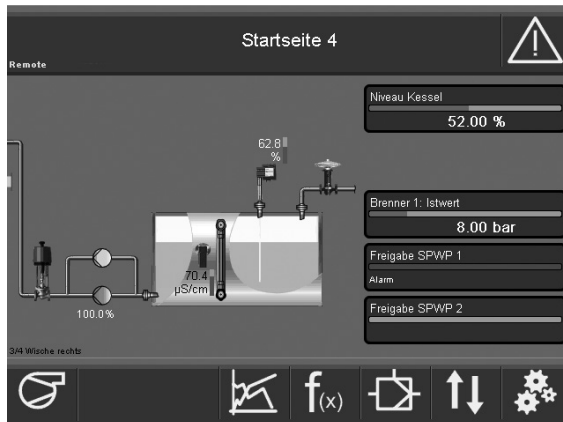 Startseite 4
Remote
Niveau Kessel
52.00 %
62.8
%
Brenner 1: Istwert
8.00 bar
Freigabe SPWP 1
Alarm
70.4
µS/cm
100.0%
Freigabe SPWP 2
3/4 Wische rechts
f(x)